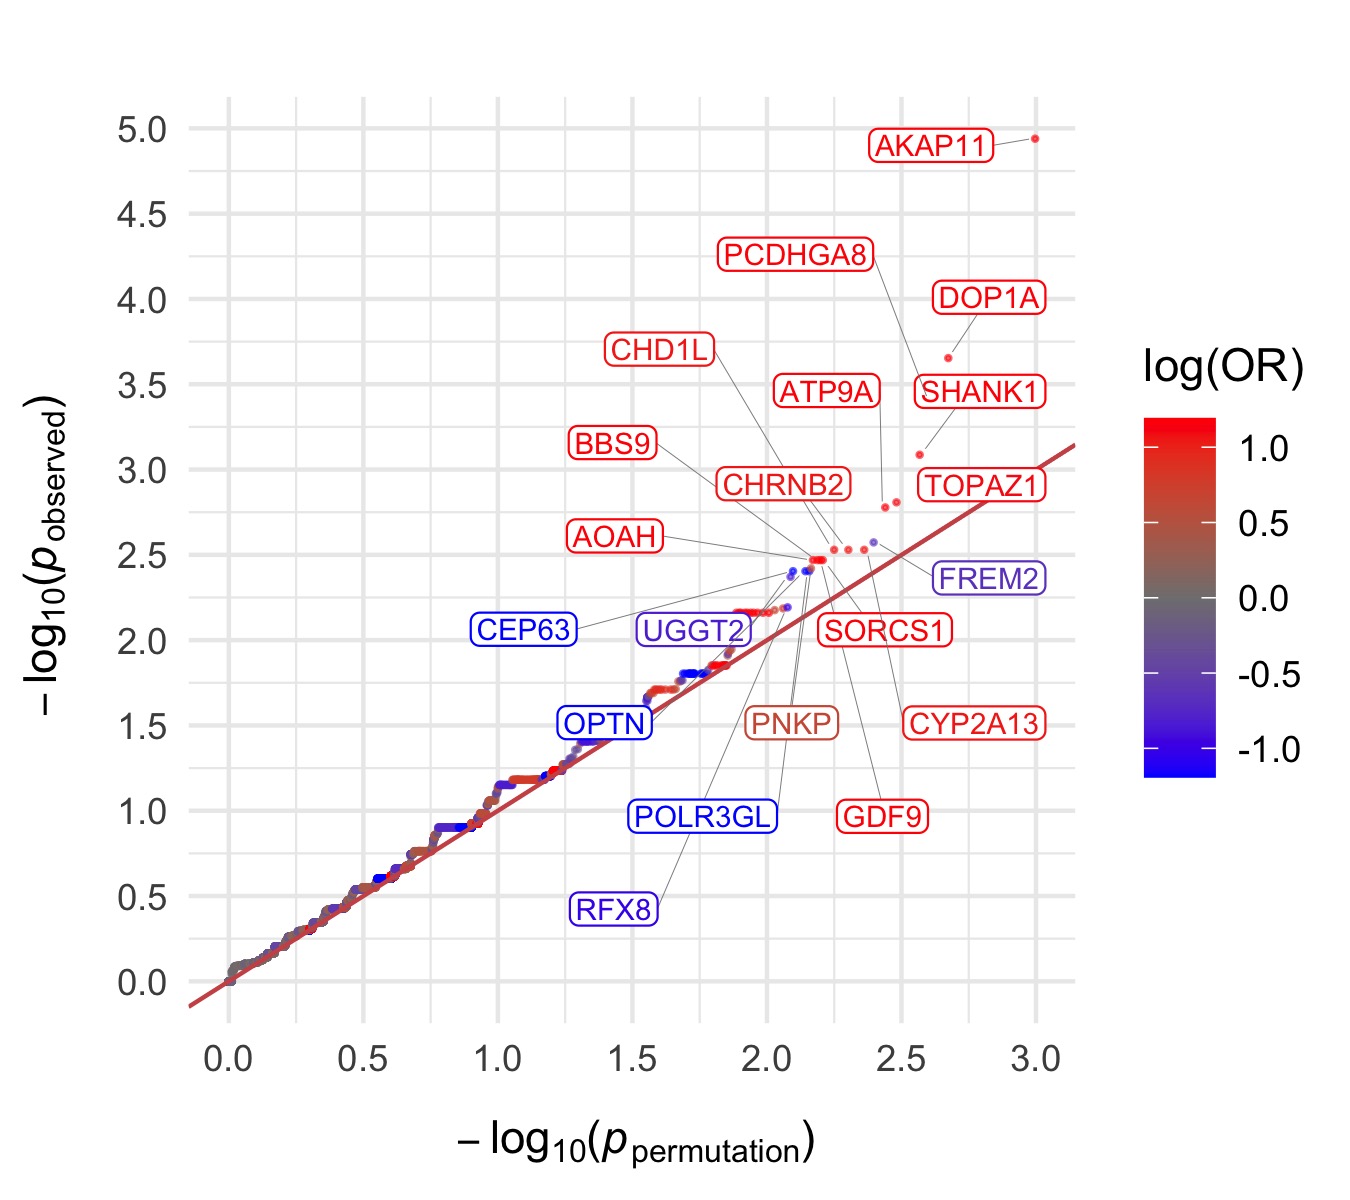 5.0
4.5
4.0
3.5
3.0
2.5
2.0
1.5
1.0
0.5
0.0
− log10(pobserved)
AKAP11
PCDHGA8
DOP1A
CHD1L
ATP9A
SHANK1
BBS9
CHRNB2
TOPAZ1
AOAH
FREM2
CEP63
UGGT2
SORCS1
OPTN
PNKP
CYP2A13
POLR3GL
GDF9
RFX8
0.0 0.5 1.0 1.5 2.0 2.5 3.0
− log10(ppermutation)
log(OR)
1.0
0.5
0.0
-0.5
-1.0